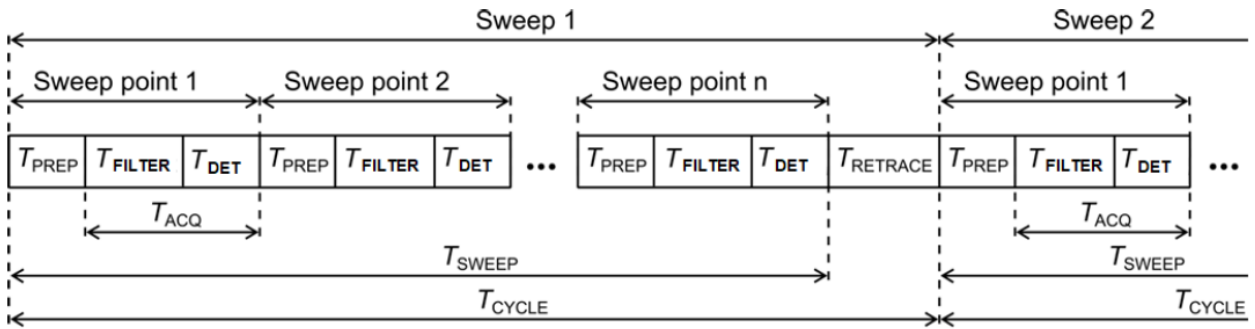 Sweep 1 Sweep 2
Sweep point 1 Sweep point 2 Sweep point n Sweep point 1
TPREP TFILTER TDET TPREP TFILTER TDET ••• TPREP TFILTER TDET TRETRACE TPREP TFILTER TDET •••
TACQ TACQ
TSWEEP TSWEEP
TCYCLE TCYCLE